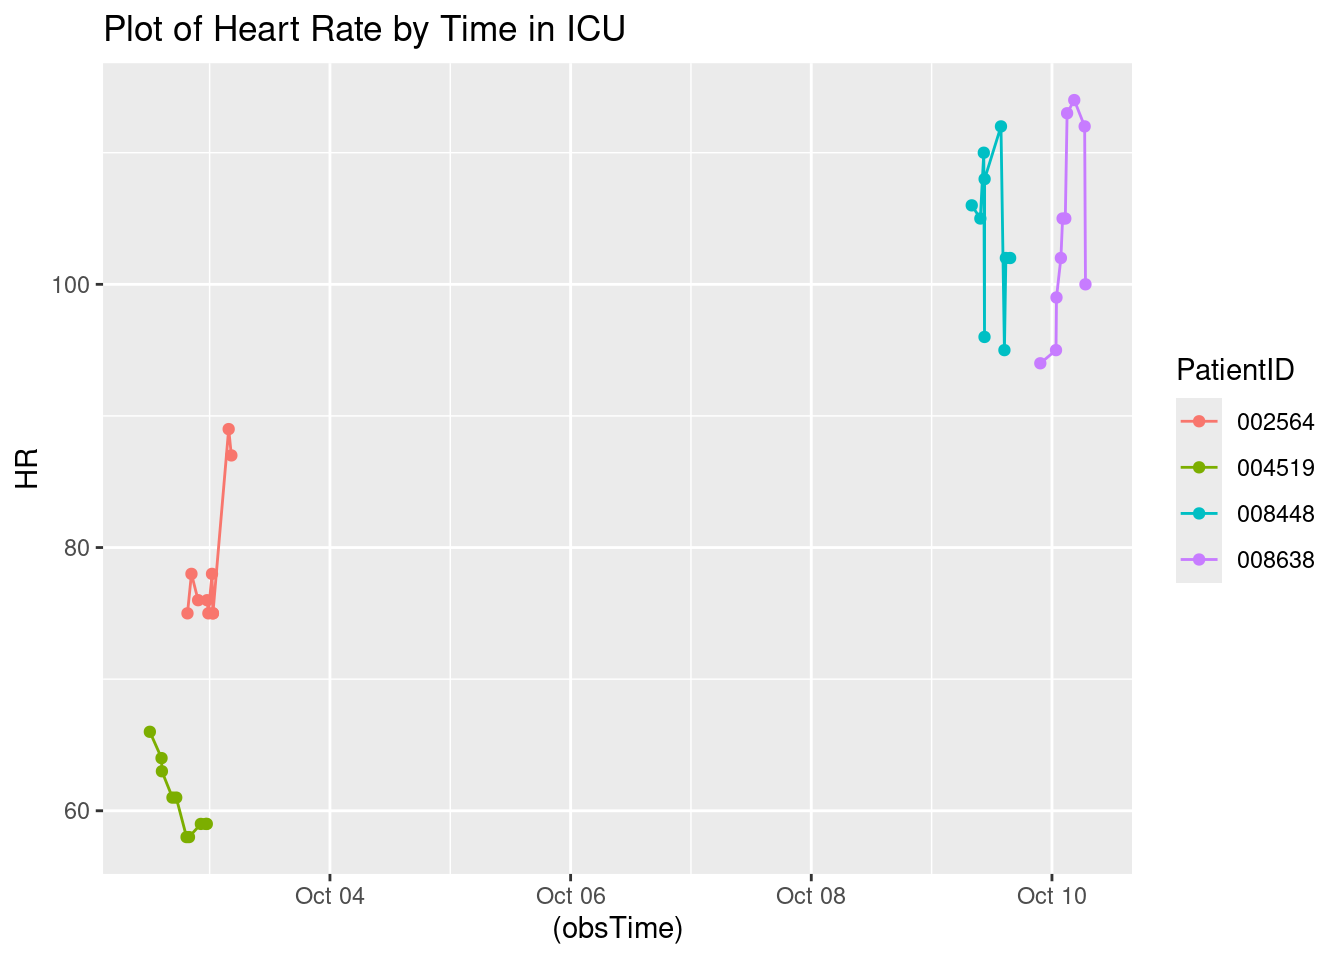 Plot of Heart Rate by Time in ICU
HR
100
80
60
Oct 04
Oct 06
Oct 08
Oct 10
(obsTime)
PatientID
002564
004519
008448
008638